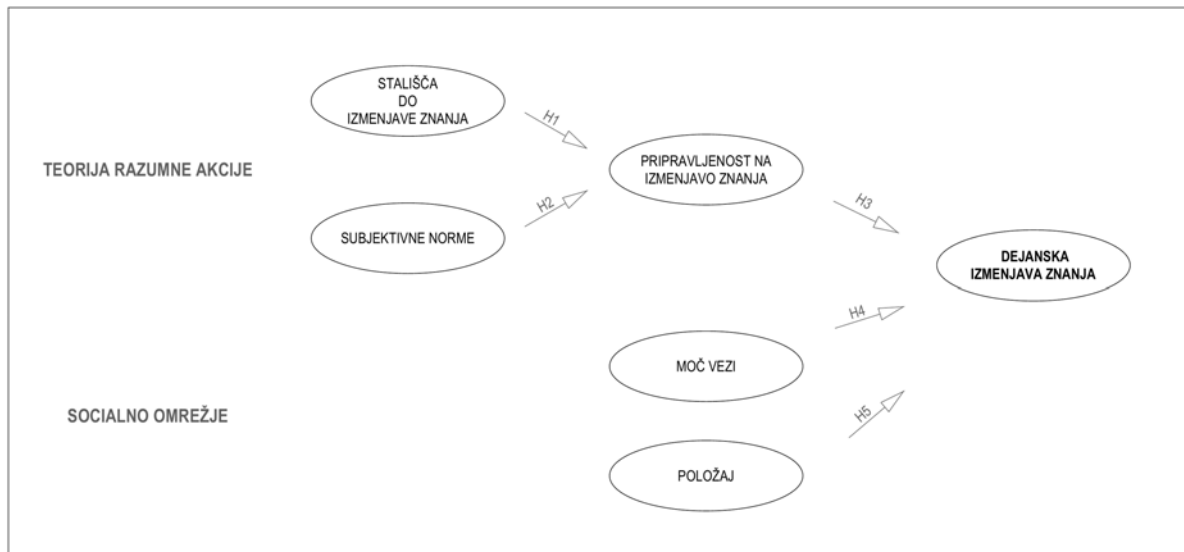 STALIŠČA
DO
IZMENJAVE ZNANJA
H1
TEORIJA RAZUMNE AKCIJE
PRIPRAVLJENOST NA
IZMENJAVO ZNANJA
H2
SUBJEKTIVNE NORME
H3
DEJANSKA
IZMENJAVA ZNANJA
H4
MOČ VEZI
SOCIALNO OMREŽJE
H5
POLOŽAJ